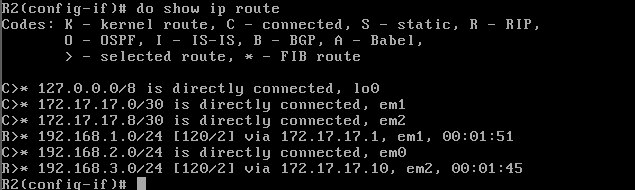 R2(config-if)# do show ip route
Codes: K - kernel route, C - connected, S - static, R - RIP,
O - OSPF, I - IS-IS, B - BGP, A - Babel,
> - selected route, * - FIB route
C>* 127.0.0.0/8 is directly connected, lo0
C>* 172.17.17.0/30 is directly connected, em1
C>* 172.17.17.8/30 is directly connected, em2
R>* 192.168.1.0/24 [120/2] via 172.17.17.1, em1, 00:01:51
C>* 192.168.2.0/24 is directly connected, em0
R>* 192.168.3.0/24 [120/2] via 172.17.17.10, em2, 00:01:45
R2(config-if)#